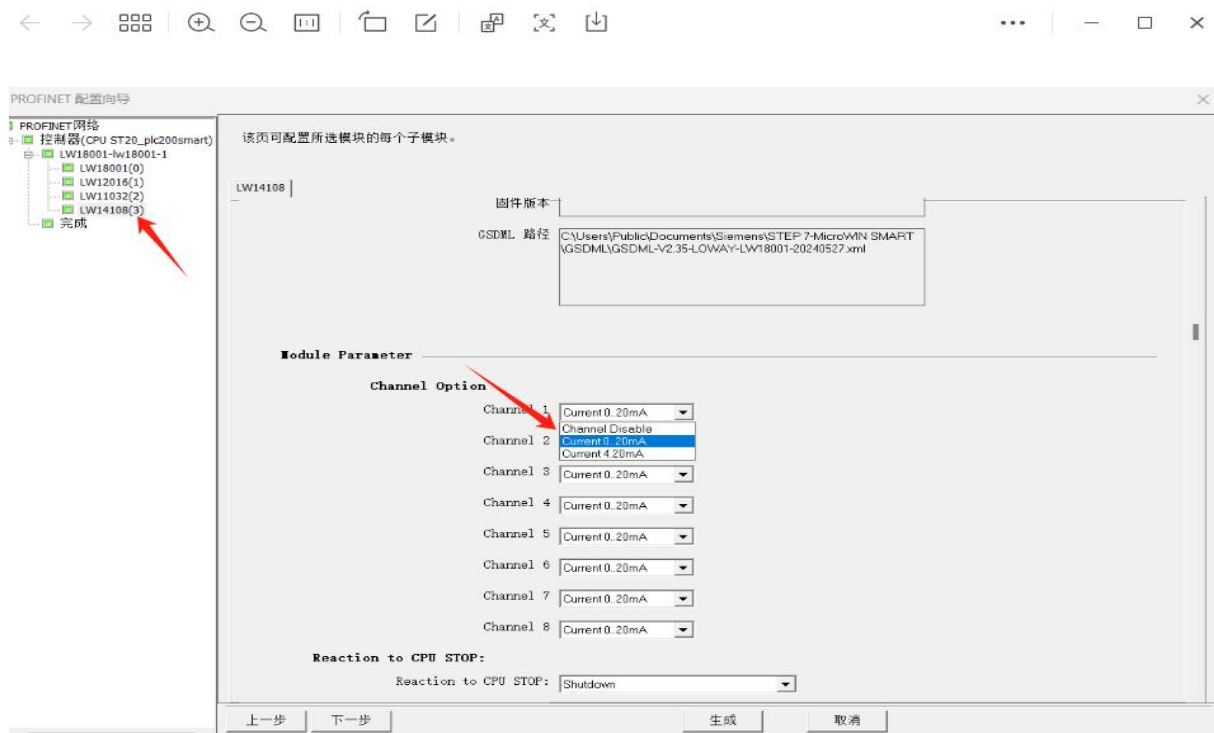 PROFINET 配置向导
PROFINET网络
控制器(CPU ST20_plc200smart)
LW18001-lw18001-1
LW18001(0)
LW12016(1)
LW11032(2)
LW14108(3)
完成
该页可配置所选模块的每个子模块。
LW14108
固件版本
GSDML 路径
C:\Users\Public\Documents\Siemens\STEP 7-MicroWIN SMART
\GSDML\GSDML-V2.35-LOWAY-LW18001-20240527.xml
Module Parameter
Channel Option
Channel 1 Current 0..20mA
Channel Disable
Channel 2 Current 0..20mA
Current 4.20mA
Channel 3 Current 0..20mA
Channel 4 Current 0..20mA
Channel 5 Current 0..20mA
Channel 6 Current 0..20mA
Channel 7 Current 0..20mA
Channel 8 Current 0..20mA
Reaction to CPU STOP:
Reaction to CPU STOP: Shutdown
上一步 下一步 生成 取消